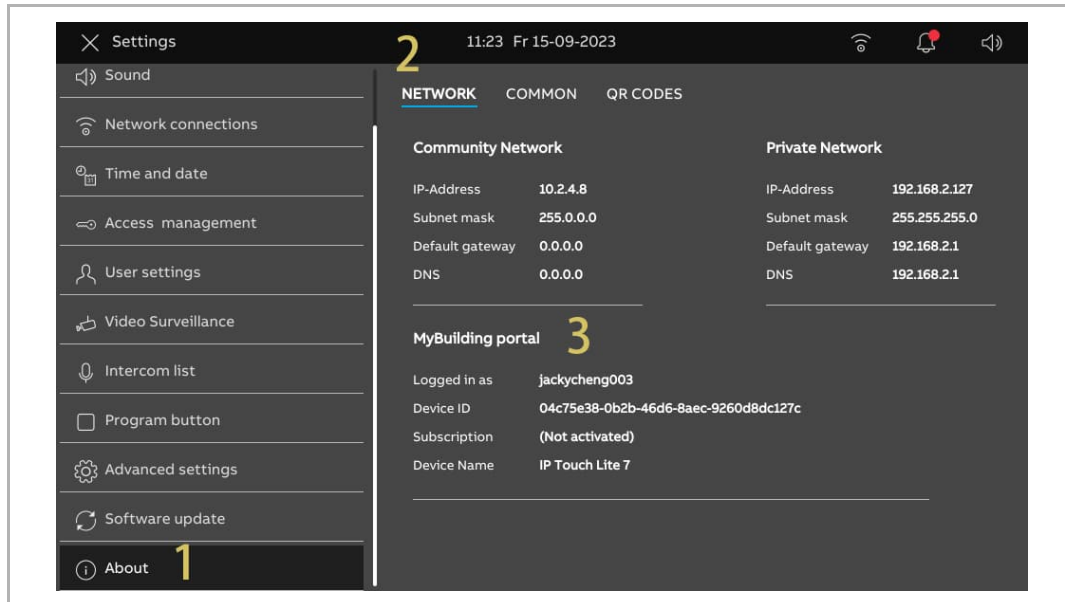 Settings
11:23 Fr 15-09-2023
2
Sound
Network connections
Time and date
31
Access management
User settings
Video Surveillance
Intercom list
Program button
Advanced settings
Software update
About
1
NETWORK COMMON QR CODES
Community Network
IP-Address 10.2.4.8
Subnet mask 255.0.0.0
Default gateway 0.0.0.0
DNS 0.0.0.0
Private Network
IP-Address 192.168.2.127
Subnet mask 255.255.255.0
Default gateway 192.168.2.1
DNS 192.168.2.1
MyBuilding portal 3
Logged in as jackycheng003
Device ID 04c75e38-0b2b-46d6-8aec-9260d8dc127c
Subscription (Not activated)
Device Name IP Touch Lite 7